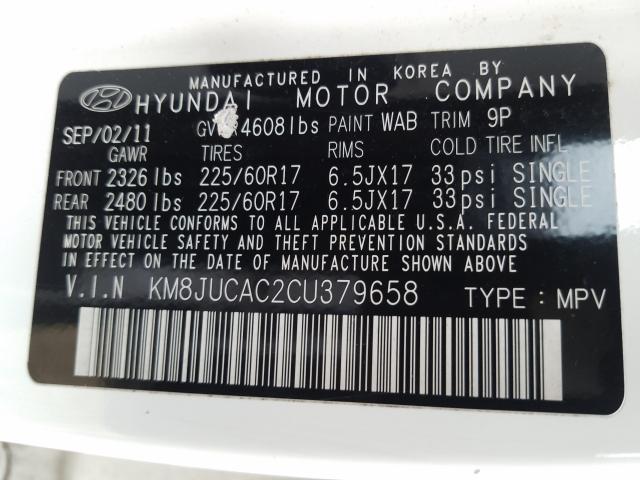 MANUFACTURED IN KOREA BY
HYUNDAI MOTOR COMPANY
SEP/02/11 4608lbs PAINT WAB TRIM 9P
GAWR TIRES RIMS COLD TIRE INFL
FRONT 2326 lbs 225/60R17 6.5JX17 33psi SINGLE
REAR 2480 lbs 225/60R17 6.5JX17 33psi SINGLE
THIS VEHICLE CONFORMS TO ALL APPLICABLE U.S.A. FEDERAL
MOTOR VEHICLE SAFETY AND THEFT PREVENTION STANDARDS
IN EFFECT ON THE DATE OF MANUFACTURE SHOWN ABOVE
V.I.N KM8JUCAC2CU379658 TYPE : MPV